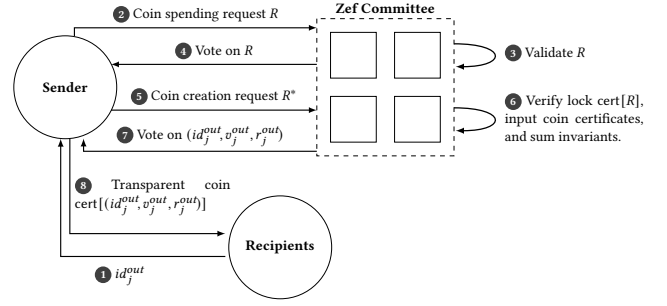 Zef Committee
2 Coin spending request R
4 Vote on R
3 Validate R
Sender
5 Coin creation request R*
6 Verify lock cert[R],
input coin certificates,
and sum invariants.
7 Vote on (id_j^out, v_j^out, r_j^out)
8 Transparent coin
cert[(id_j^out, v_j^out, r_j^out)]
Recipients
1 id_j^out